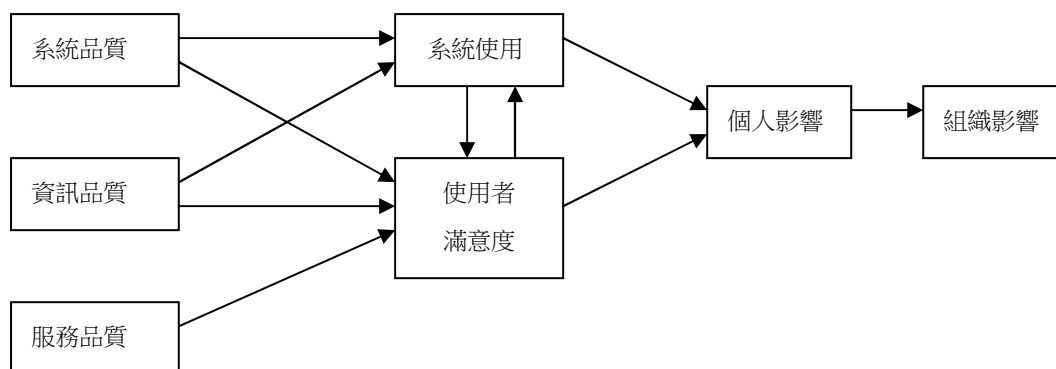 系統品質
系統使用
個人影響
組織影響
資訊品質
使用者
滿意度
服務品質